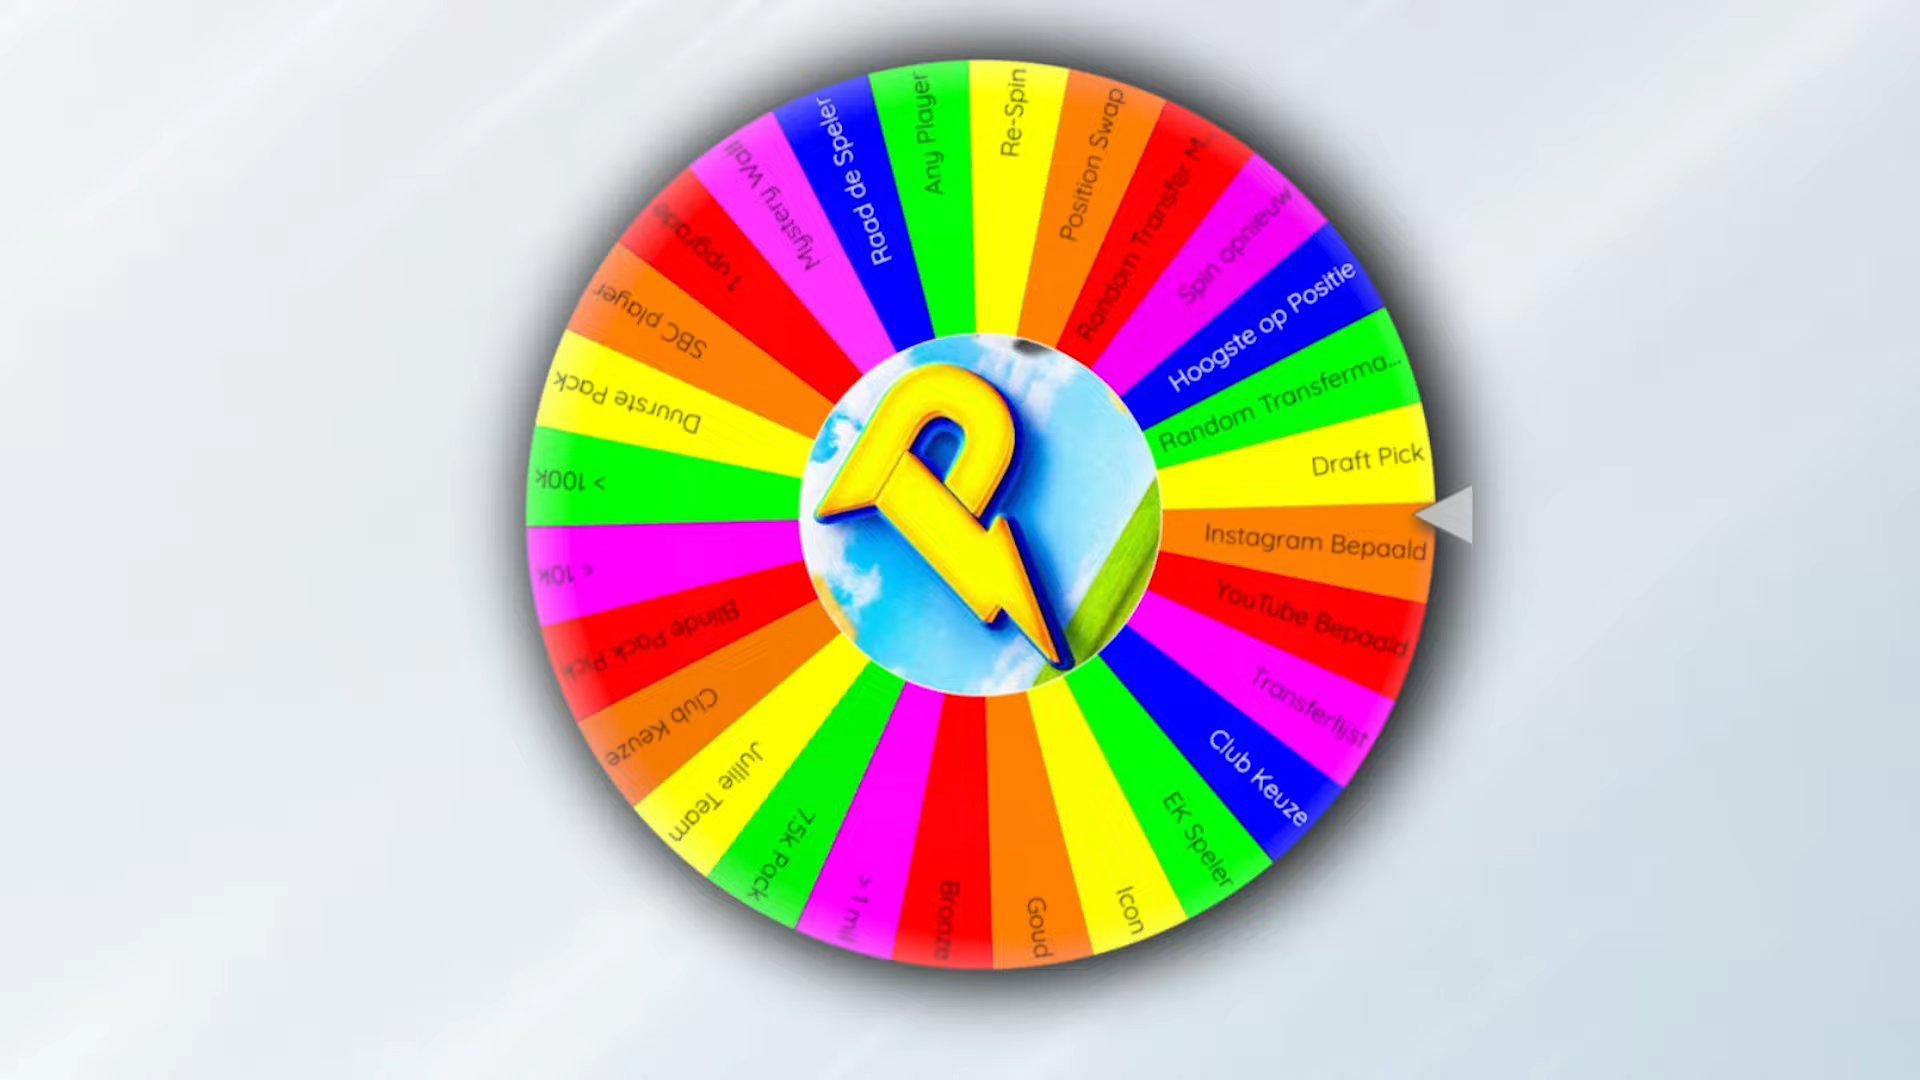 Re-Spin
Position Swap
Random Transfer M...
Spin opnieuw
Hoogste op Positie
Random Transferma...
Draft Pick
Instagram Bepaald
YouTube Bepaald
Transferlijst
Club Keuze
EK Speler
Icon
Goud
Bronze
> 1 mil
7.5k Pack
Jullie Team
Club Keuze
Blinde Pack Pick
< 10k
> 100k
Duurste Pack
SBC player
1 upgrade
Mystery Wall
Raad de Speler
Any Player